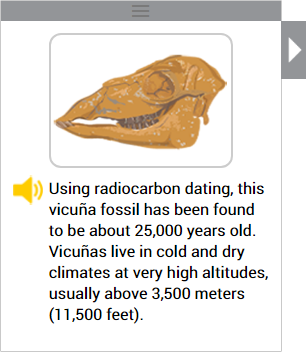 Using radiocarbon dating, this
vicuña fossil has been found
to be about 25,000 years old.
Vicuñas live in cold and dry
climates at very high altitudes,
usually above 3,500 meters
(11,500 feet).